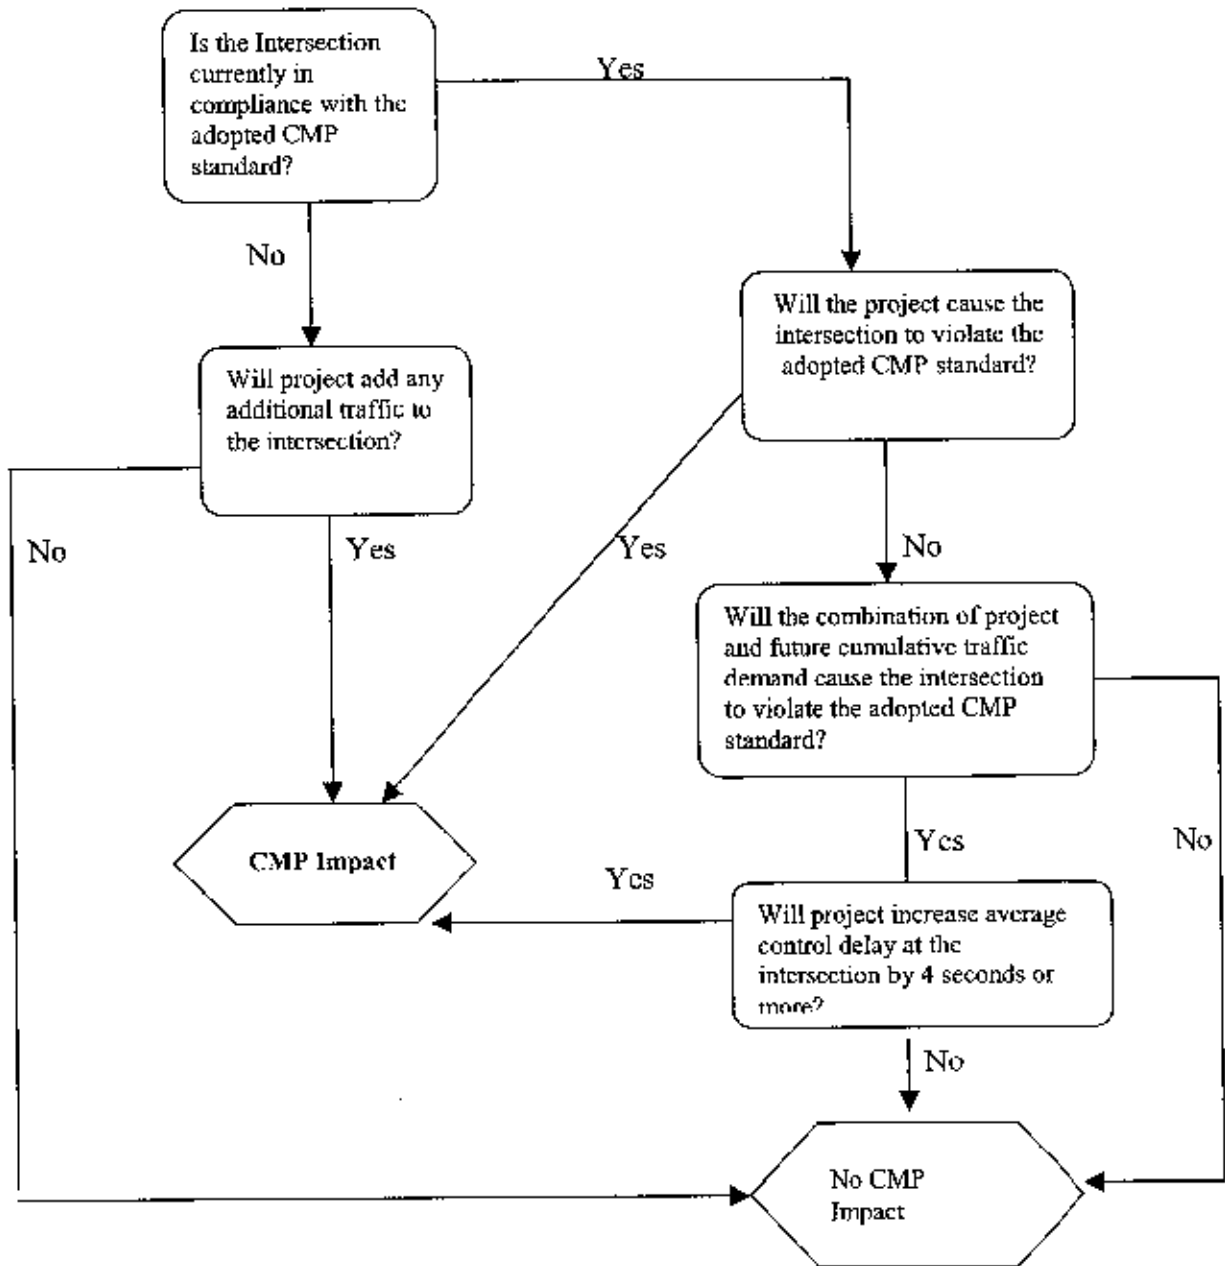 Is the Intersection
currently in
compliance with the
adopted CMP
standard?
Yes
No
Will the project cause the
intersection to violate the
adopted CMP standard?
Will project add any
additional traffic to
the intersection?
No
Yes
Yes
No
Will the combination of project
and future cumulative traffic
demand cause the intersection
to violate the adopted CMP
standard?
CMP Impact
Yes
Yes
No
Will project increase average
control delay at the
intersection by 4 seconds or
more?
No
No CMP
Impact